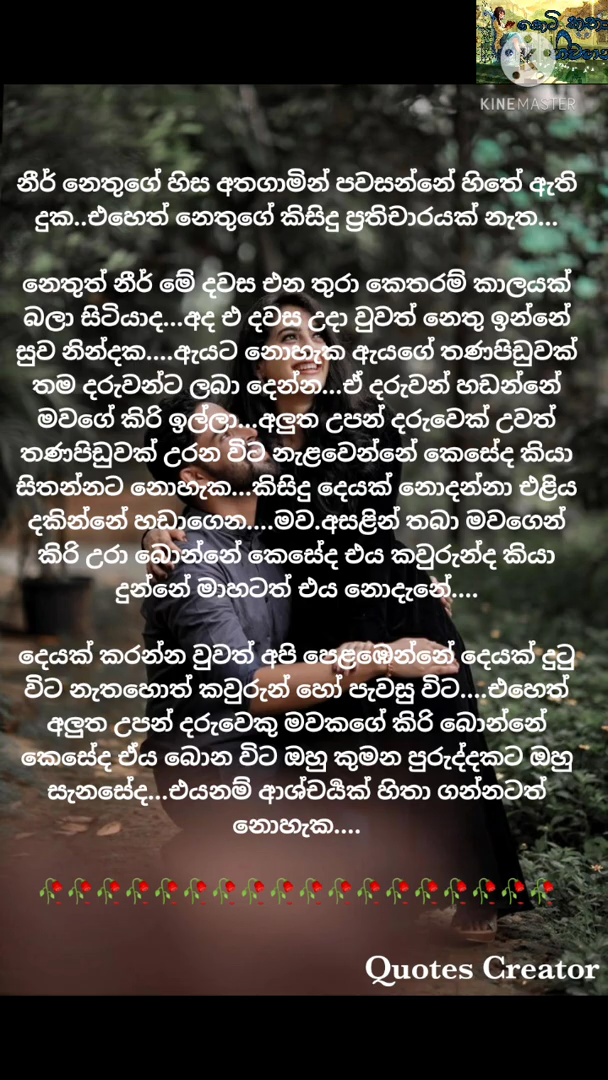 කෙටි කතා
නිවහන
KINEMASTER
නීර් නෙතුගේ හිස අතගාමින් පවසන්නේ හිතේ ඇති
දුක..එහෙත් නෙතුගේ කිසිදු ප්‍රතිචාරයක් නැත...
නෙතුත් නීර් මේ දවස එන තුරා කෙතරම් කාලයක්
බලා සිටියාද...අද එ දවස උදා වුවත් නෙතු ඉන්නේ
සුව නින්දක....ඇයට නොහැක ඇයගේ තණපිඩුවක්
තම දරුවන්ට ලබා දෙන්න...ඒ දරුවන් හඩන්නේ
මවගේ කිරි ඉල්ලා...අලුත උපන් දරුවෙක් උවත්
තණපිඩුවක් උරන විට නැළවෙන්නේ කෙසේද කියා
සිතන්නට නොහැක...කිසිදු දෙයක් නොදන්නා එළිය
දකින්නේ හඩාගෙන....මව.අසළින් තබා මවගෙන්
කිරි උරා බොන්නේ කෙසේද එය කවුරුන්ද කියා
දුන්නේ මාහටත් එය නොදැනේ....
දෙයක් කරන්න වුවත් අපි පෙළඹෙන්නේ දෙයක් දුටු
විට නැතහොත් කවුරුන් හෝ පැවසු විට....එහෙත්
අලුත උපන් දරුවෙකු මවකගේ කිරි බොන්නේ
කෙසේද ඒය බොන විට ඔහු කුමන පුරුද්දකට ඔහු
සැනසේද...එයනම් ආශ්චර්‍යක් හිතා ගන්නටත්
නොහැක....
Quotes Creator